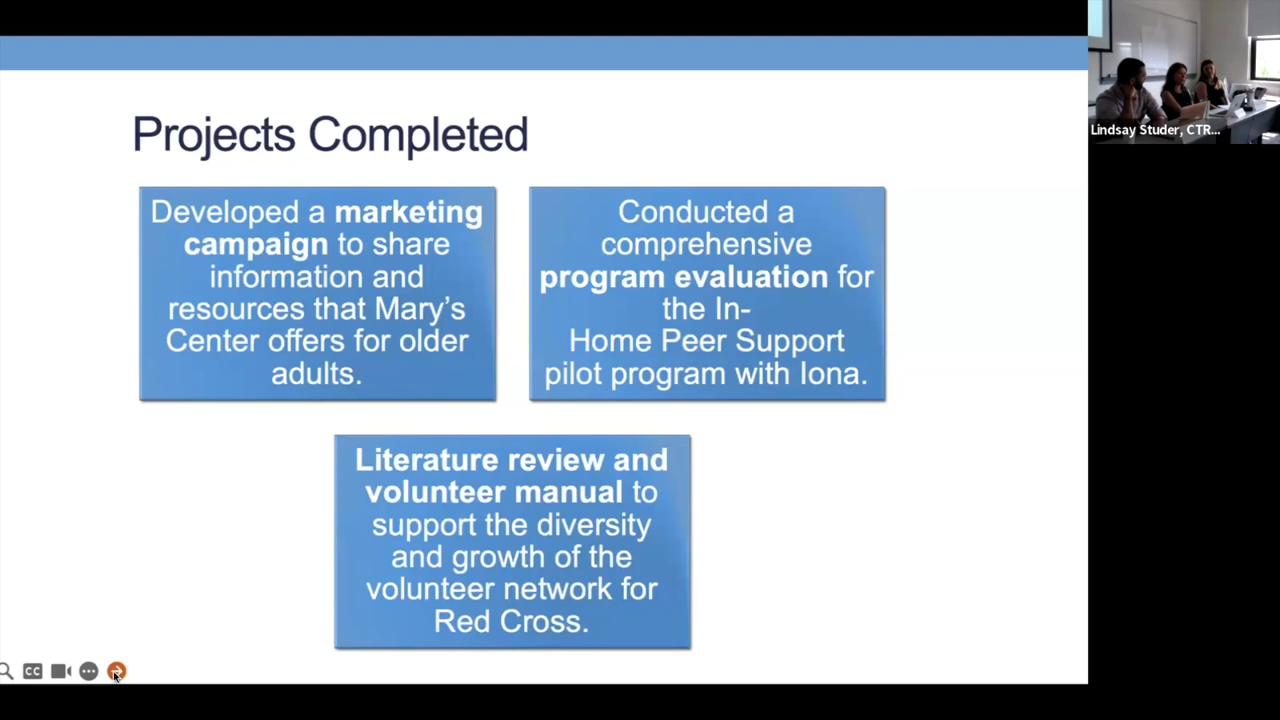 Projects Completed
Developed a marketing
campaign to share
information and
resources that Mary's
Center offers for older
adults.
Conducted a
comprehensive
program evaluation for
the In-
Home Peer Support
pilot program with Iona.
Literature review and
volunteer manual to
support the diversity
and growth of the
volunteer network for
Red Cross.
CC
Lindsay Studer, CTR...